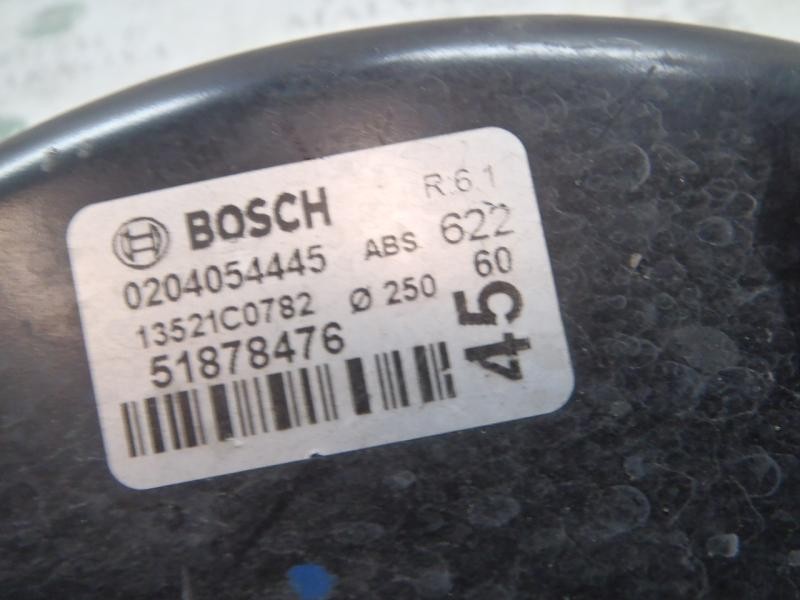 BOSCH R:6.1
0204054445 ABS 622
13521C0782 Ø 250 60
51878476 45